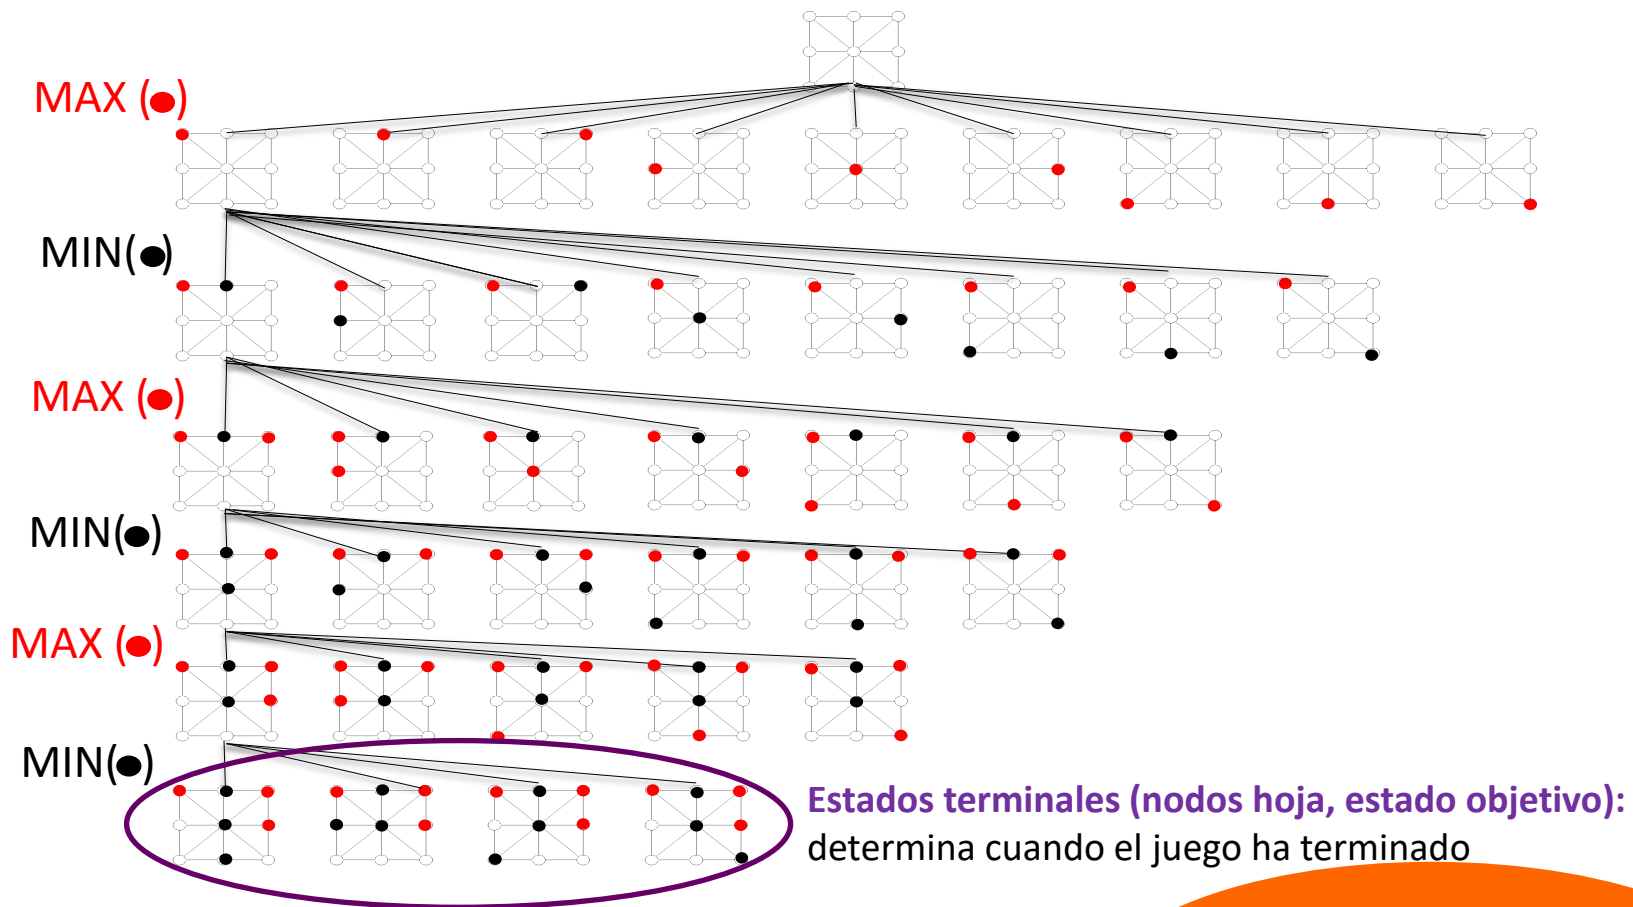 MAX (●)
MIN(●)
MAX (●)
MIN(●)
MAX (●)
MIN(●)
Estados terminales (nodos hoja, estado objetivo):
determina cuando el juego ha terminado